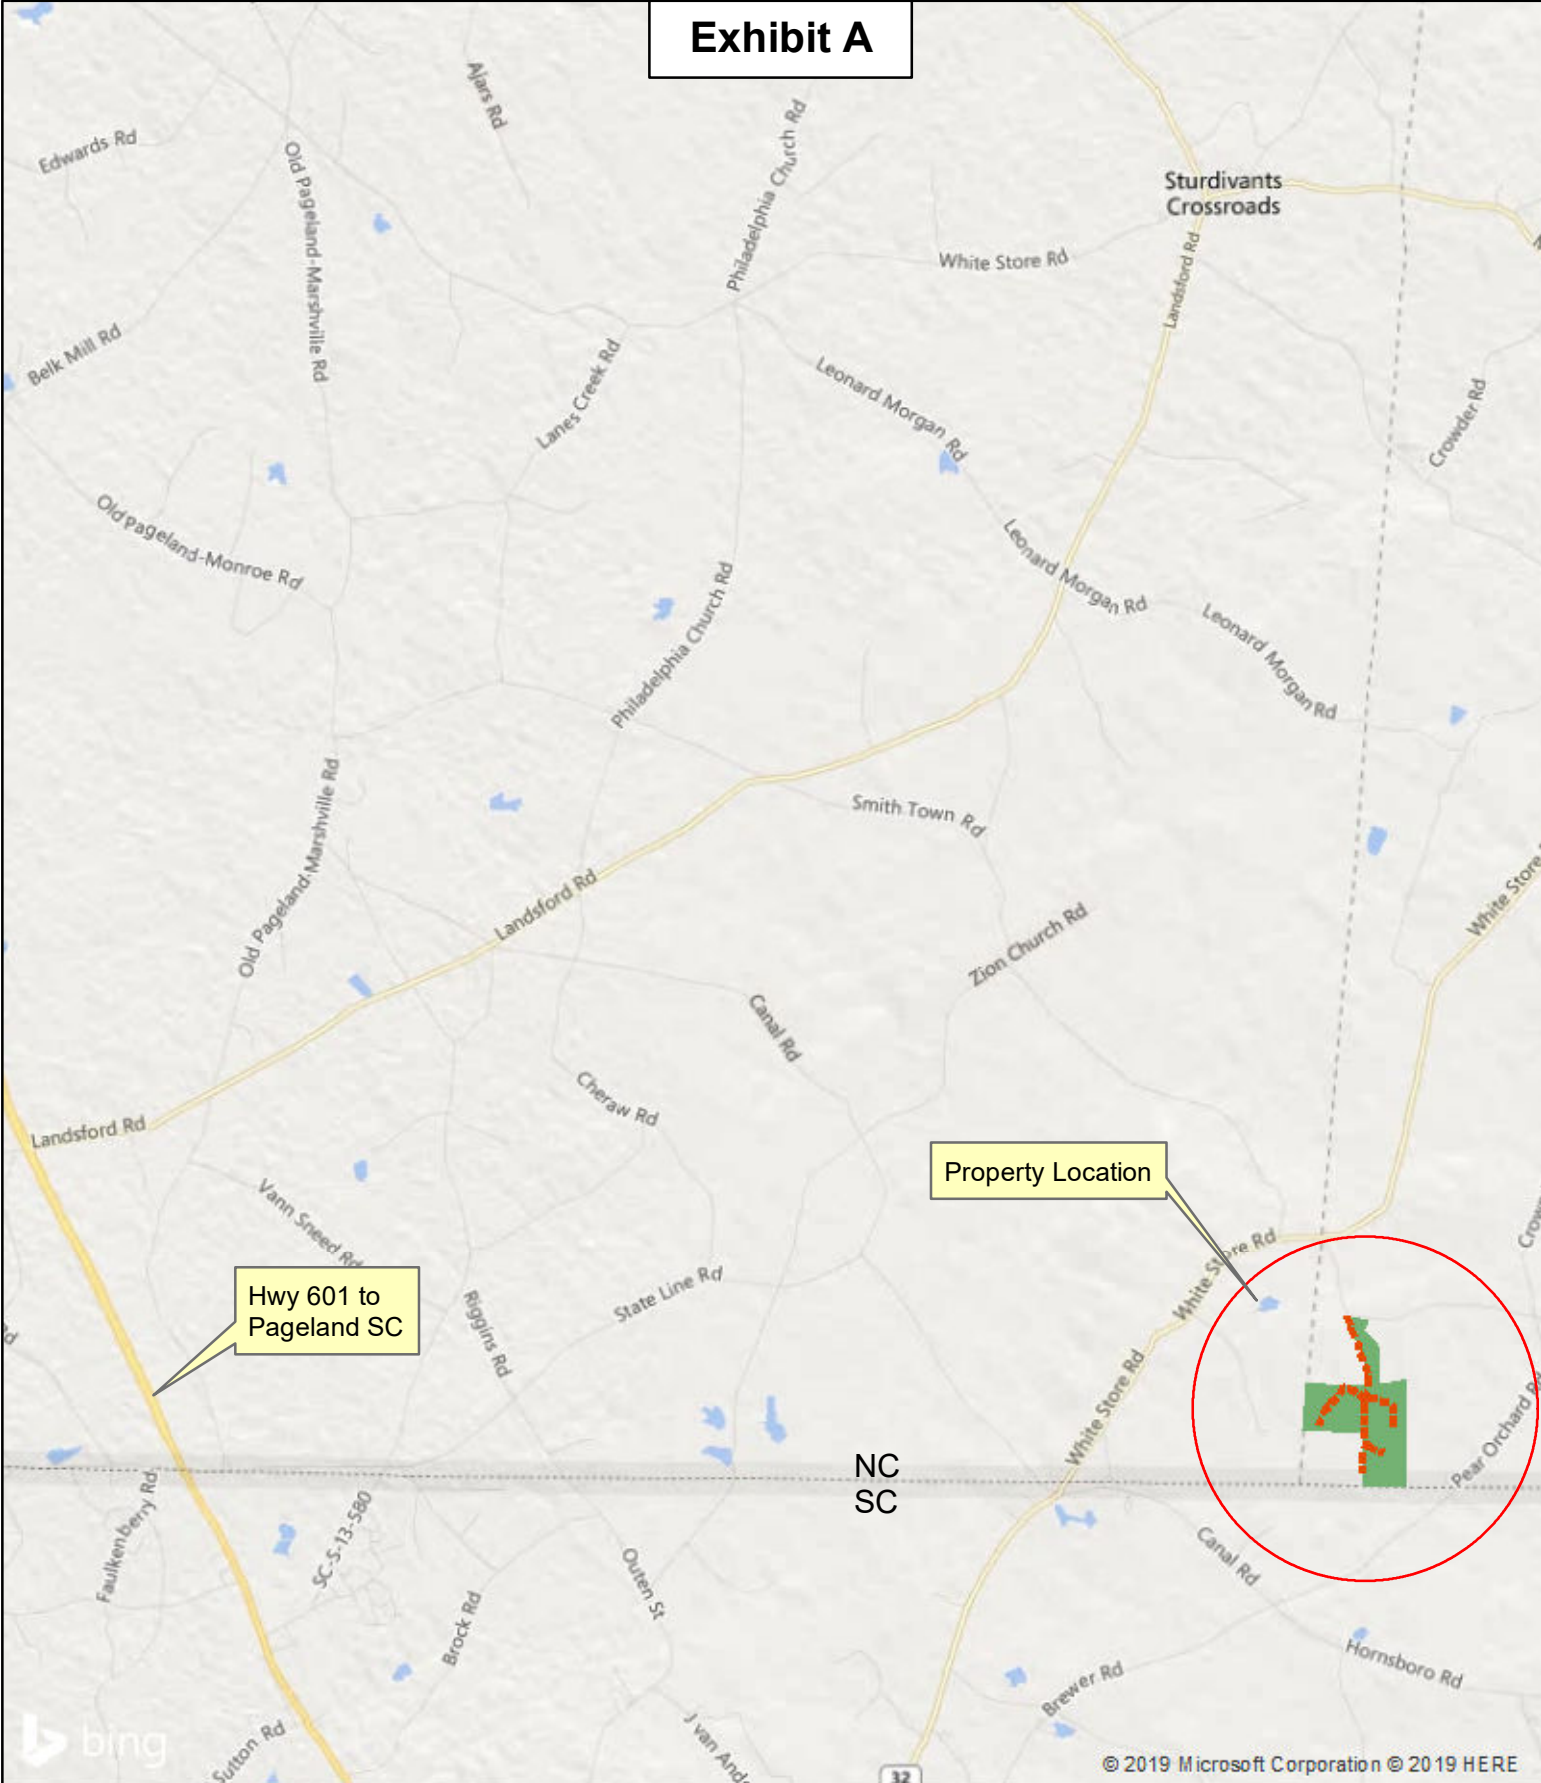 Exhibit A
Ajars Rd
Edwards Rd
Old Pageland-Marshville Rd
Philadelphia Church Rd
Sturdivants
Crossroads
White Store Rd
Landsford Rd
Belk Mill Rd
Lanes Creek Rd
Leonard Morgan Rd
Crowder Rd
Old Pageland-Monroe Rd
Leonard Morgan Rd
Leonard Morgan Rd
Philadelphia Church Rd
Old Pageland-Marshville Rd
Smith Town Rd
Landsford Rd
White Store
Zion Church Rd
Canal Rd
Cheraw Rd
Landsford Rd
Property Location
Vann Sneed Rd
White Store Rd
Hwy 601 to
Pageland SC
State Line Rd
Riggins Rd
White Store Rd
Pear Orchard Rd
NC
SC
Faulkenberry Rd
SC-S-13-580
Canal Rd
Outen St
Brock Rd
Hornsboro Rd
Brewer Rd
Sutton Rd
J van Ande
bing
32
© 2019 Microsoft Corporation © 2019 HERE